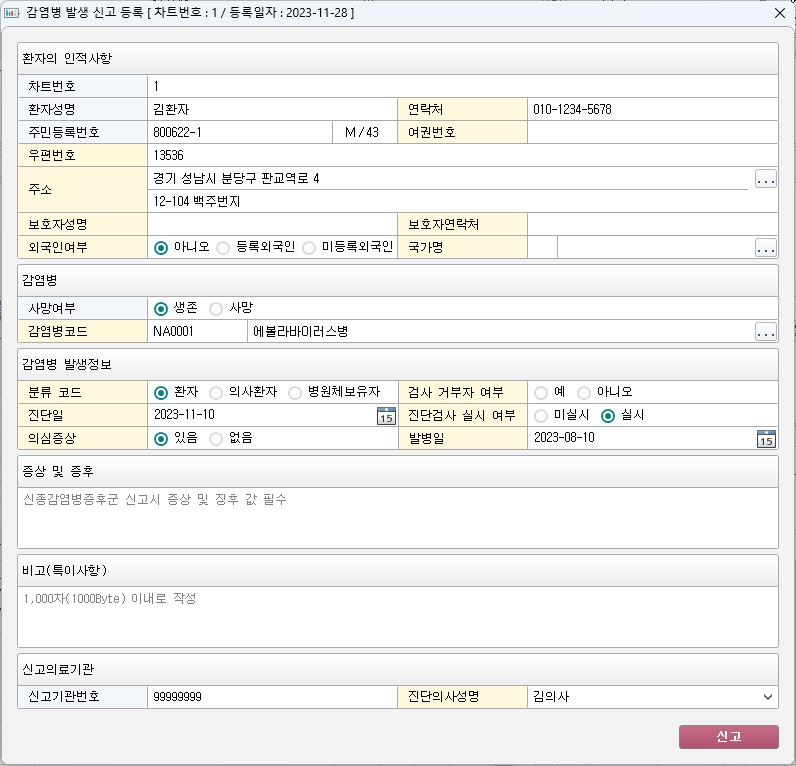 감염병 발생 신고 등록 [ 차트번호 : 1 / 등록일자 : 2023-11-28 ]
환자의 인적사항
차트번호 1
환자성명 김환자 연락처 010-1234-5678
주민등록번호 800622-1 M / 43 여권번호
우편번호 13536
주소 경기 성남시 분당구 판교역로 4 ...
12-104 백주번지
보호자성명 보호자연락처
외국인여부 아니오 등록외국인 미등록외국인 국가명 ...
감염병
사망여부 생존 사망
감염병코드 NA0001 에볼라바이러스병 ...
감염병 발생정보
분류 코드 환자 의사환자 병원체보유자 검사 거부자 여부 예 아니오
진단일 2023-11-10 15 진단검사 실시 여부 미실시 실시
의심증상 있음 없음 발병일 2023-08-10 15
증상 및 증후
신종감염병증후군 신고시 증상 및 징후 값 필수
비고(특이사항)
1,000자(1000Byte) 이내로 작성
신고의료기관
신고기관번호 99999999 진단의사성명 김의사
신고